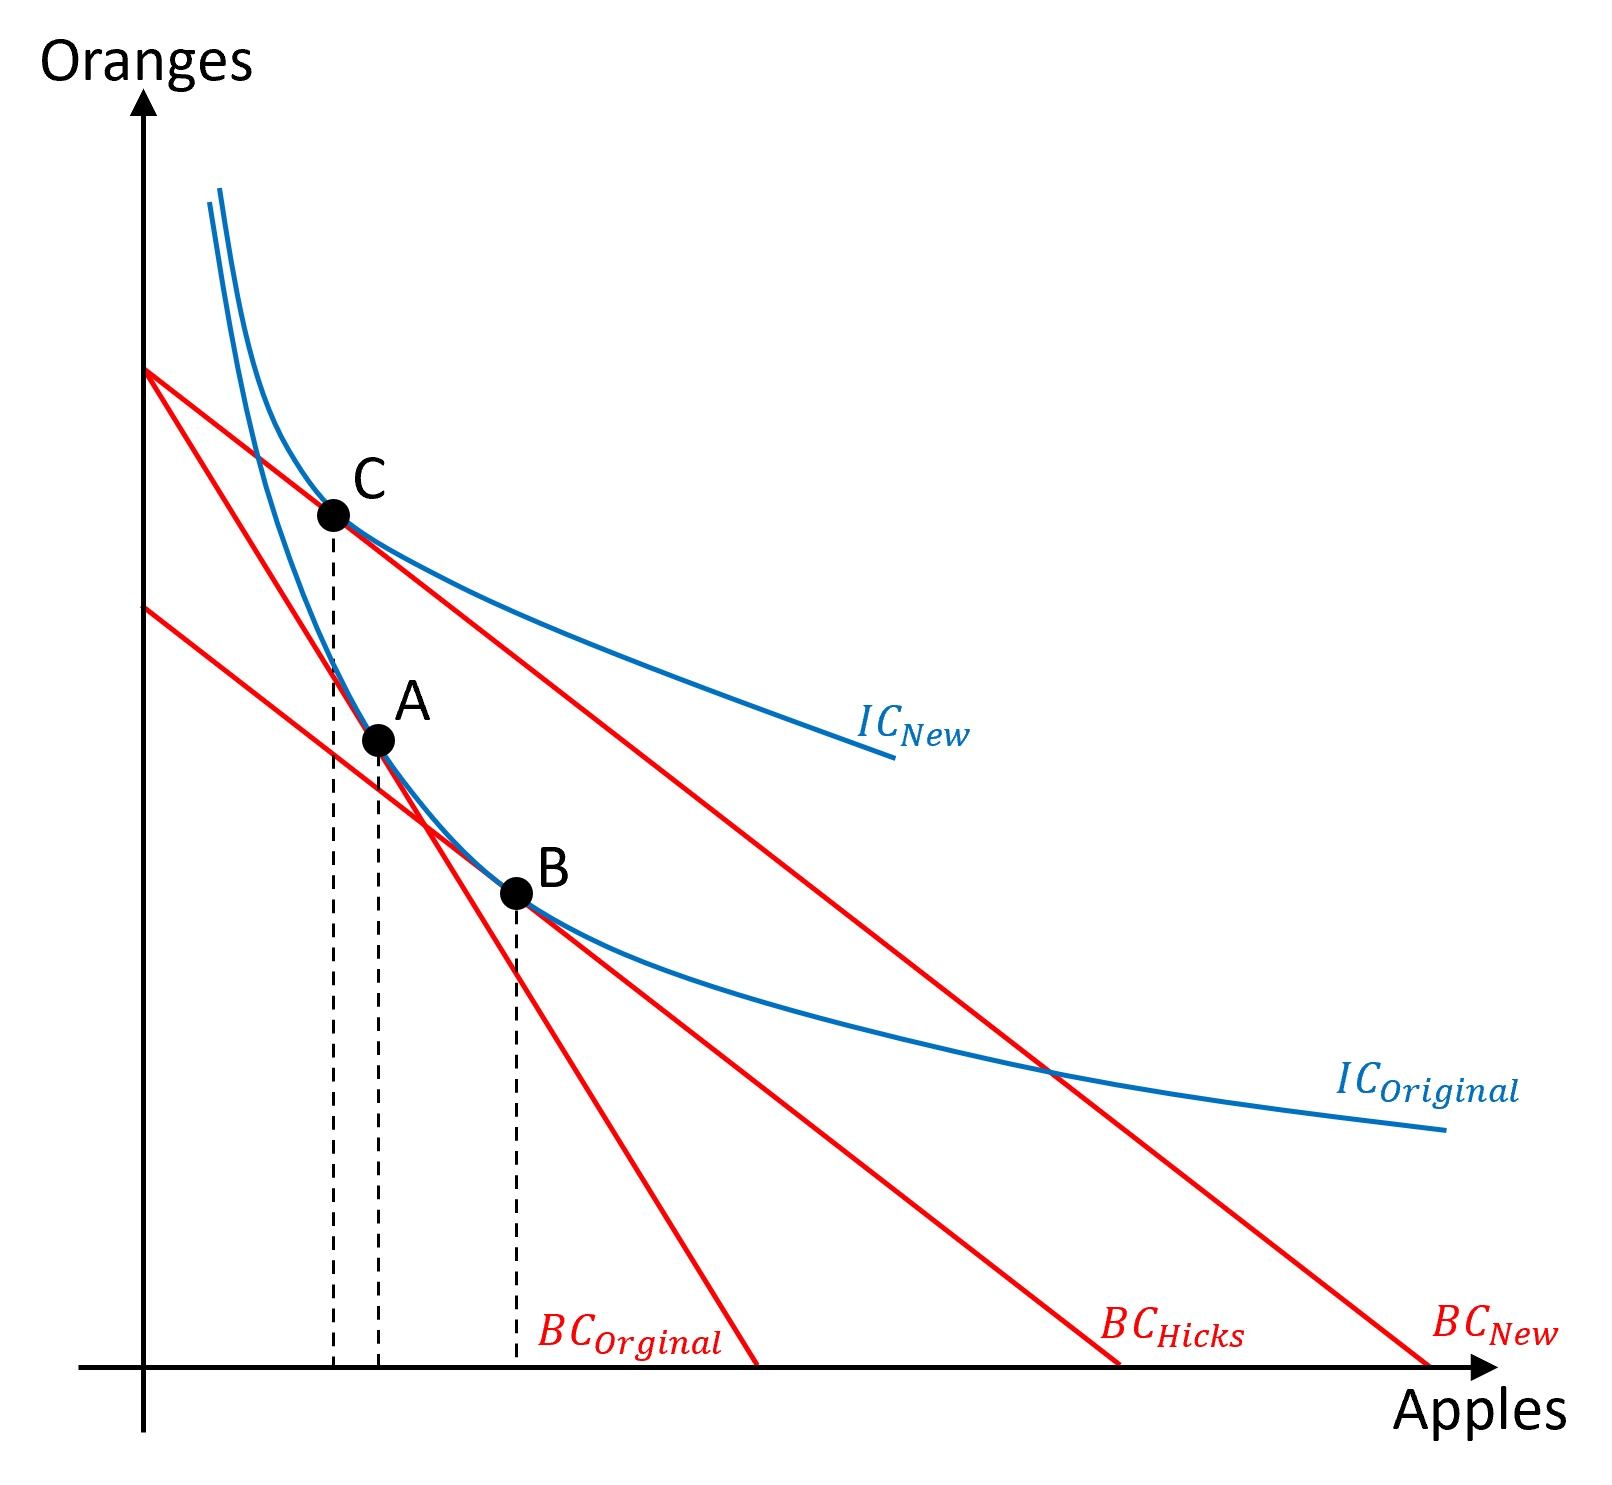 Oranges
C
A
IC_New
B
IC_Original
BC_Orginal
BC_Hicks
BC_New
Apples